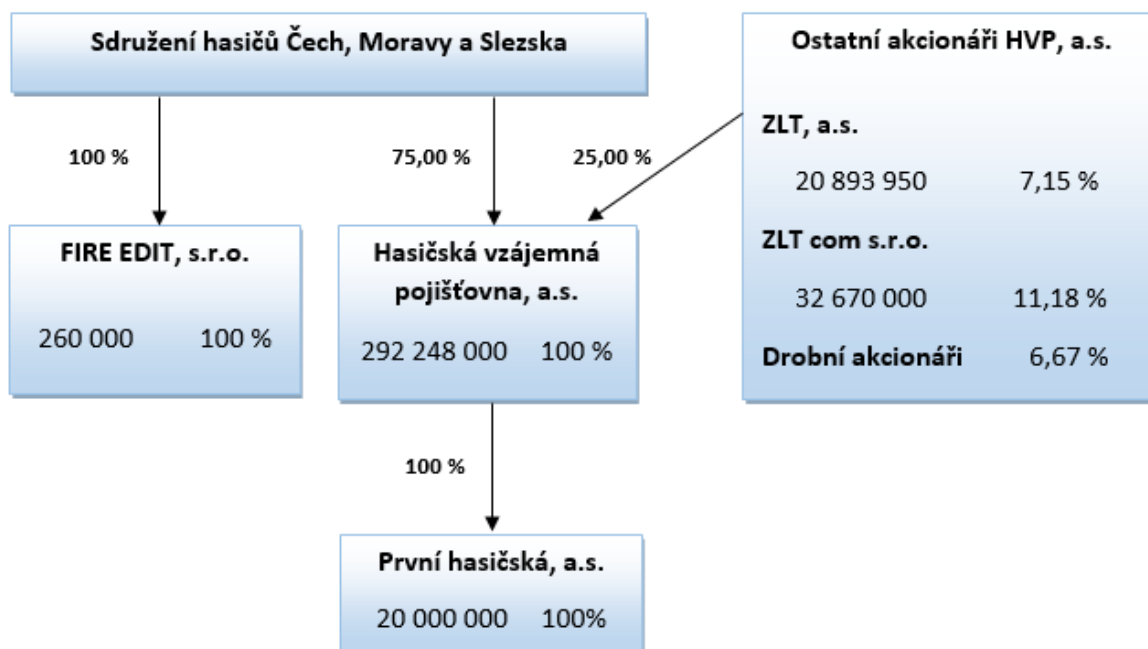 Sdružení hasičů Čech, Moravy a Slezska
100 %
75,00 %
25,00 %
Ostatní akcionáři HVP, a.s.
ZLT, a.s.
20 893 950 7,15 %
ZLT com s.r.o.
32 670 000 11,18 %
Drobní akcionáři 6,67 %
FIRE EDIT, s.r.o.
260 000 100 %
Hasičská vzájemná
pojišťovna, a.s.
292 248 000 100 %
100 %
První hasičská, a.s.
20 000 000 100%